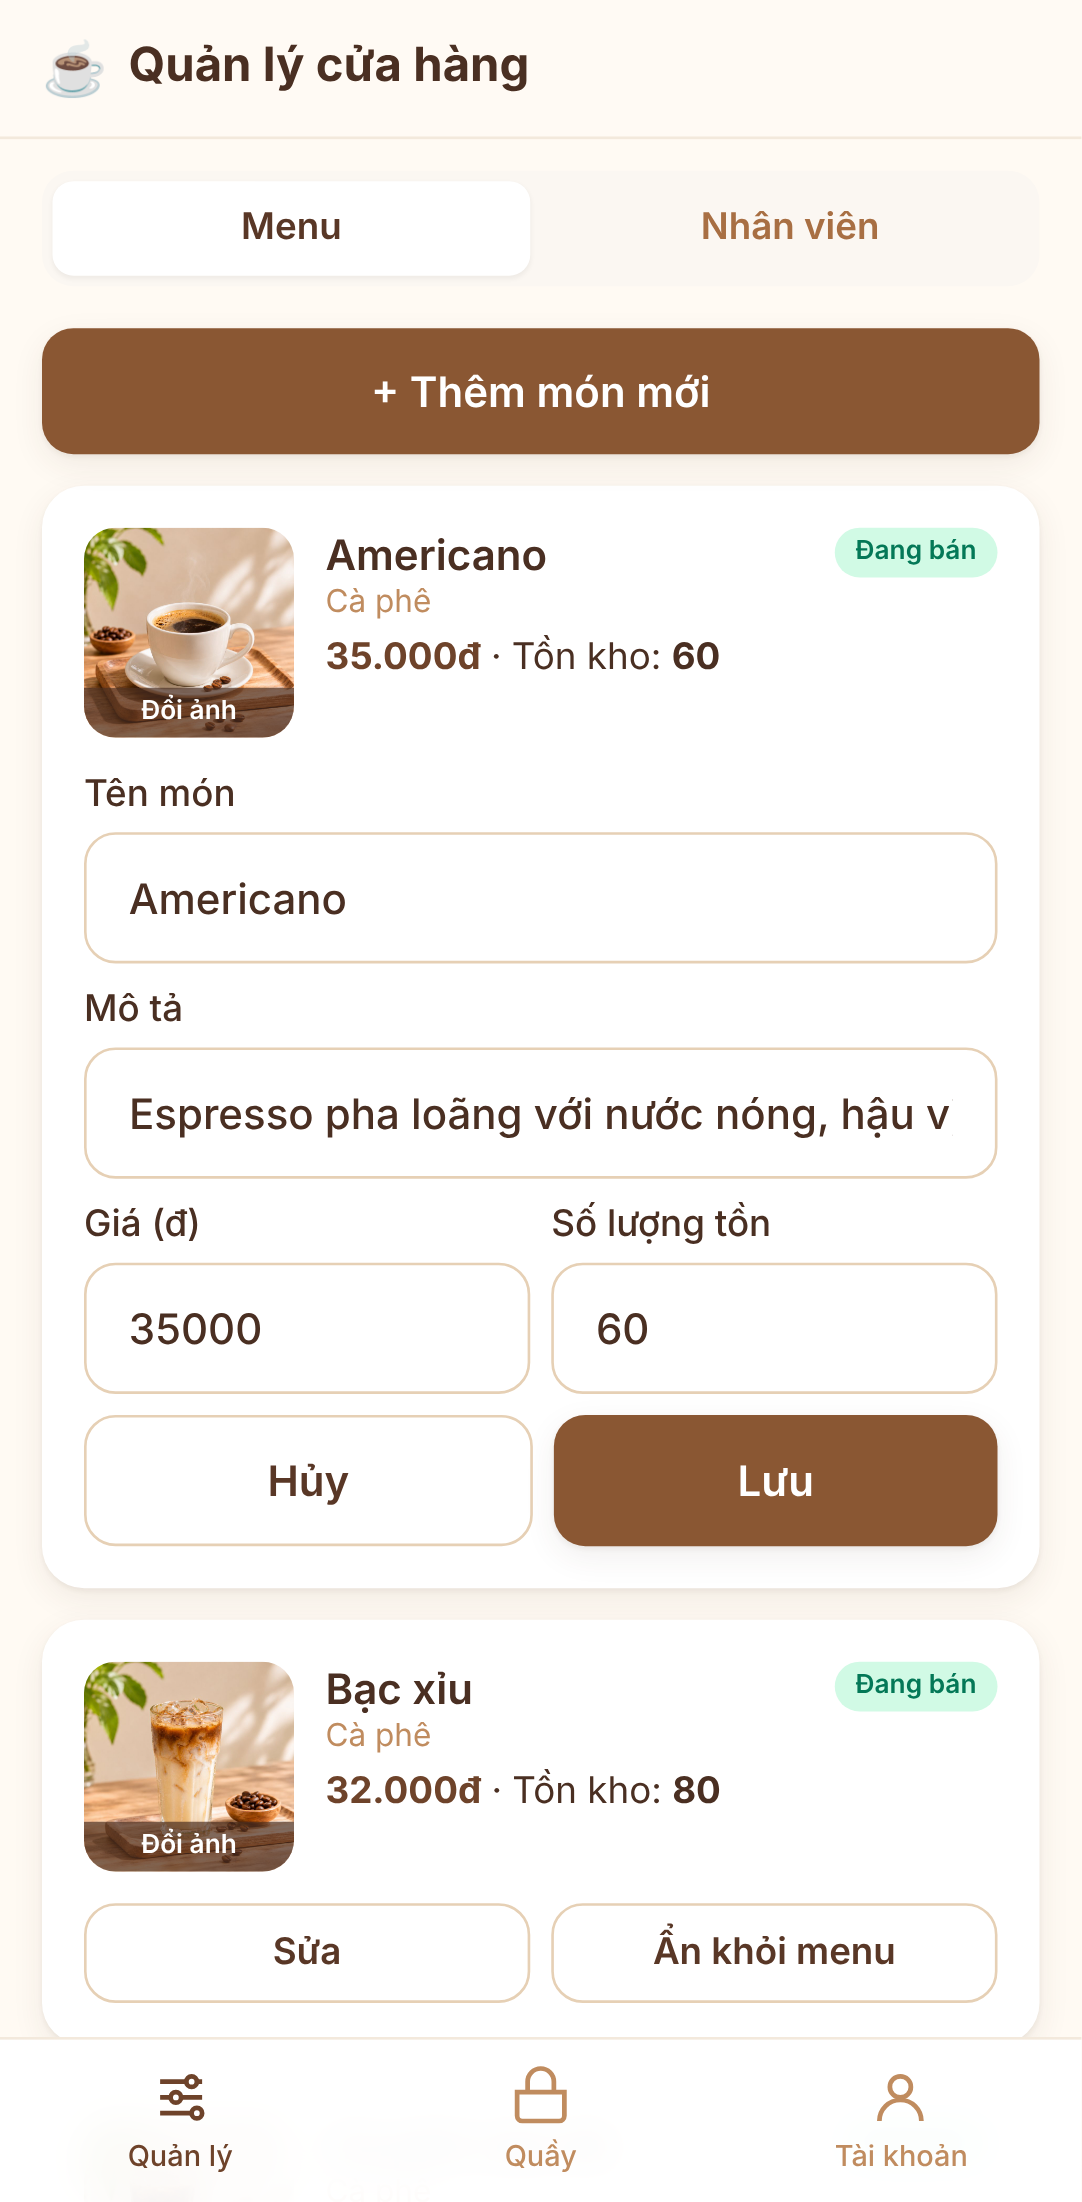 Quản lý cửa hàng
Menu
Nhân viên
+ Thêm món mới
Americano
Đang bán
Cà phê
35.000đ · Tồn kho: 60
Đổi ảnh
Tên món
Americano
Mô tả
Espresso pha loãng với nước nóng, hậu v
Giá (đ)
Số lượng tồn
35000
60
Hủy
Lưu
Bạc xỉu
Đang bán
Cà phê
32.000đ · Tồn kho: 80
Đổi ảnh
Sửa
Ẩn khỏi menu
Quản lý
Quầy
Tài khoản